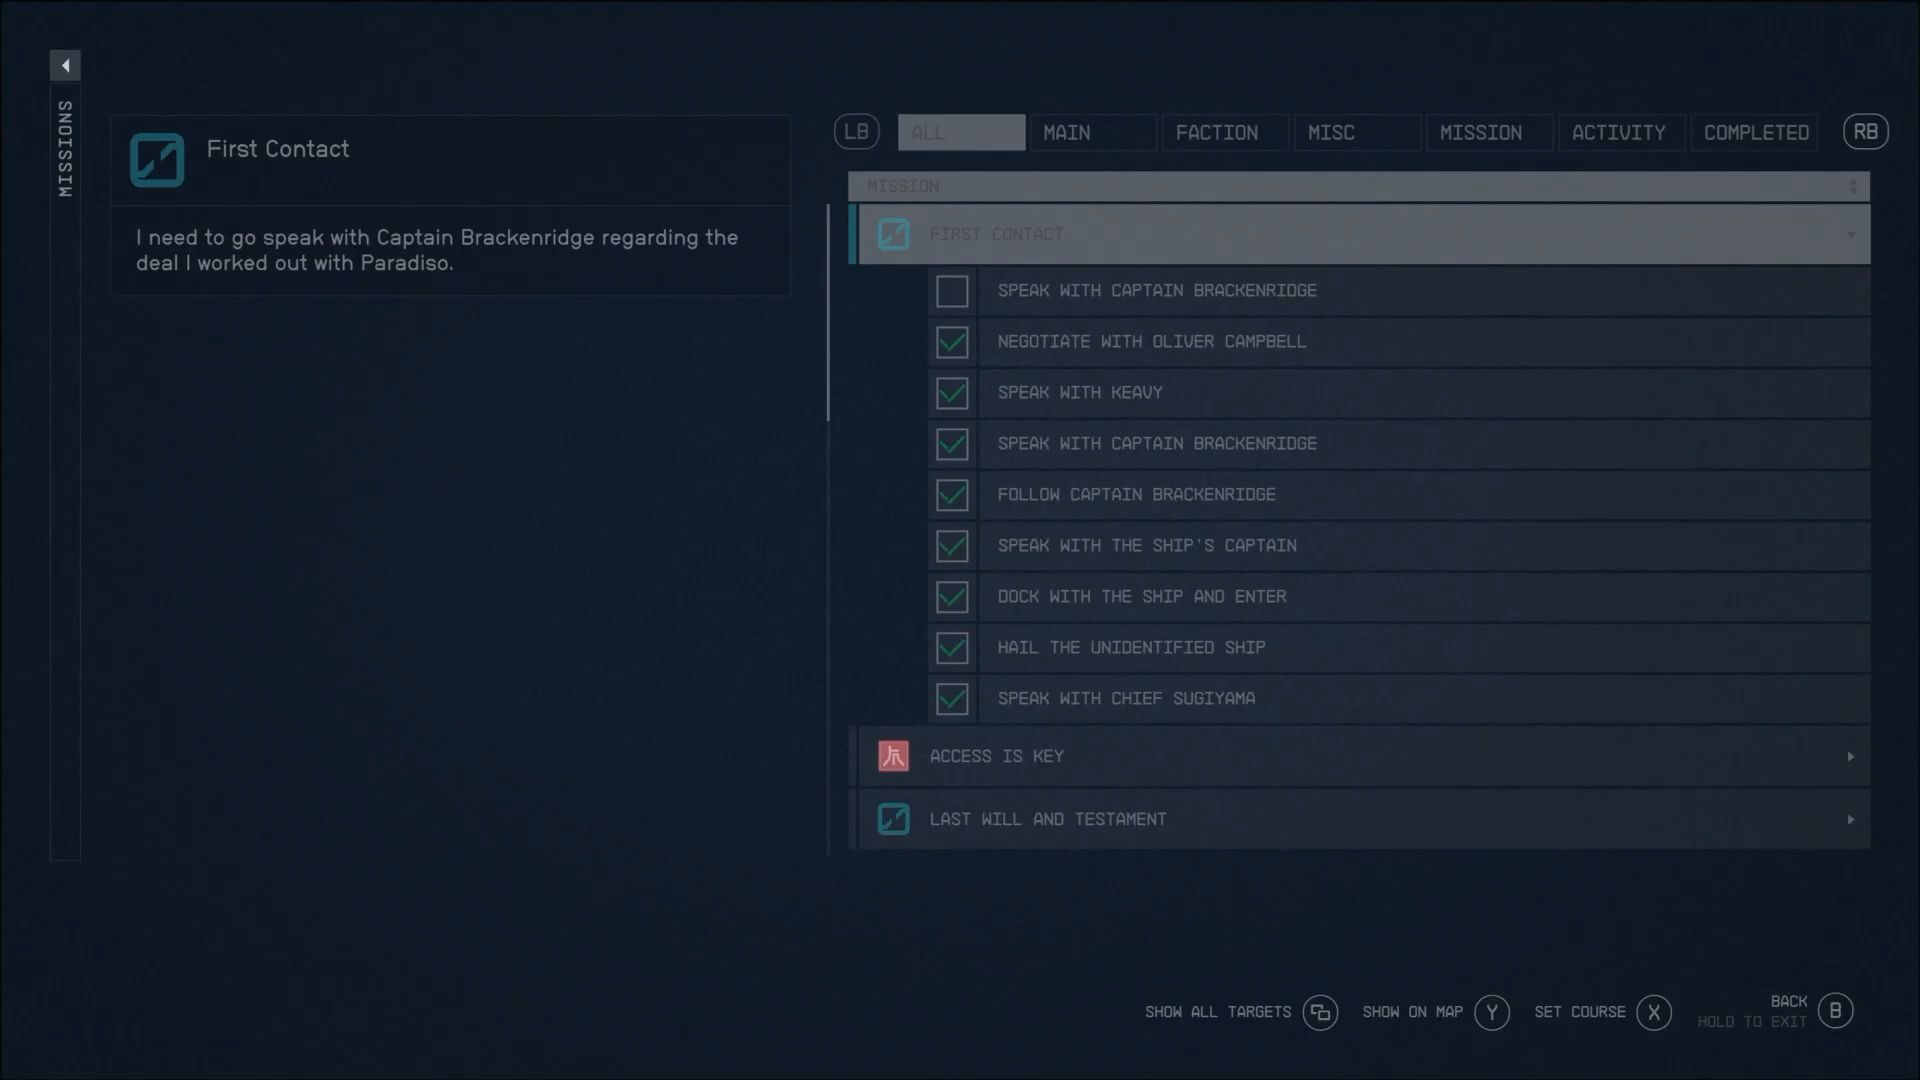 MISSIONS
First Contact
I need to go speak with Captain Brackenridge regarding the
deal I worked out with Paradiso.
LB
ALL
MAIN
FACTION
MISC
MISSION
ACTIVITY
COMPLETED
RB
MISSION
FIRST CONTACT
SPEAK WITH CAPTAIN BRACKENRIDGE
NEGOTIATE WITH OLIVER CAMPBELL
SPEAK WITH KEAVY
SPEAK WITH CAPTAIN BRACKENRIDGE
FOLLOW CAPTAIN BRACKENRIDGE
SPEAK WITH THE SHIP'S CAPTAIN
DOCK WITH THE SHIP AND ENTER
HAIL THE UNIDENTIFIED SHIP
SPEAK WITH CHIEF SUGIYAMA
ACCESS IS KEY
LAST WILL AND TESTAMENT
SHOW ALL TARGETS
SHOW ON MAP Y
SET COURSE X
BACK B
HOLD TO EXIT